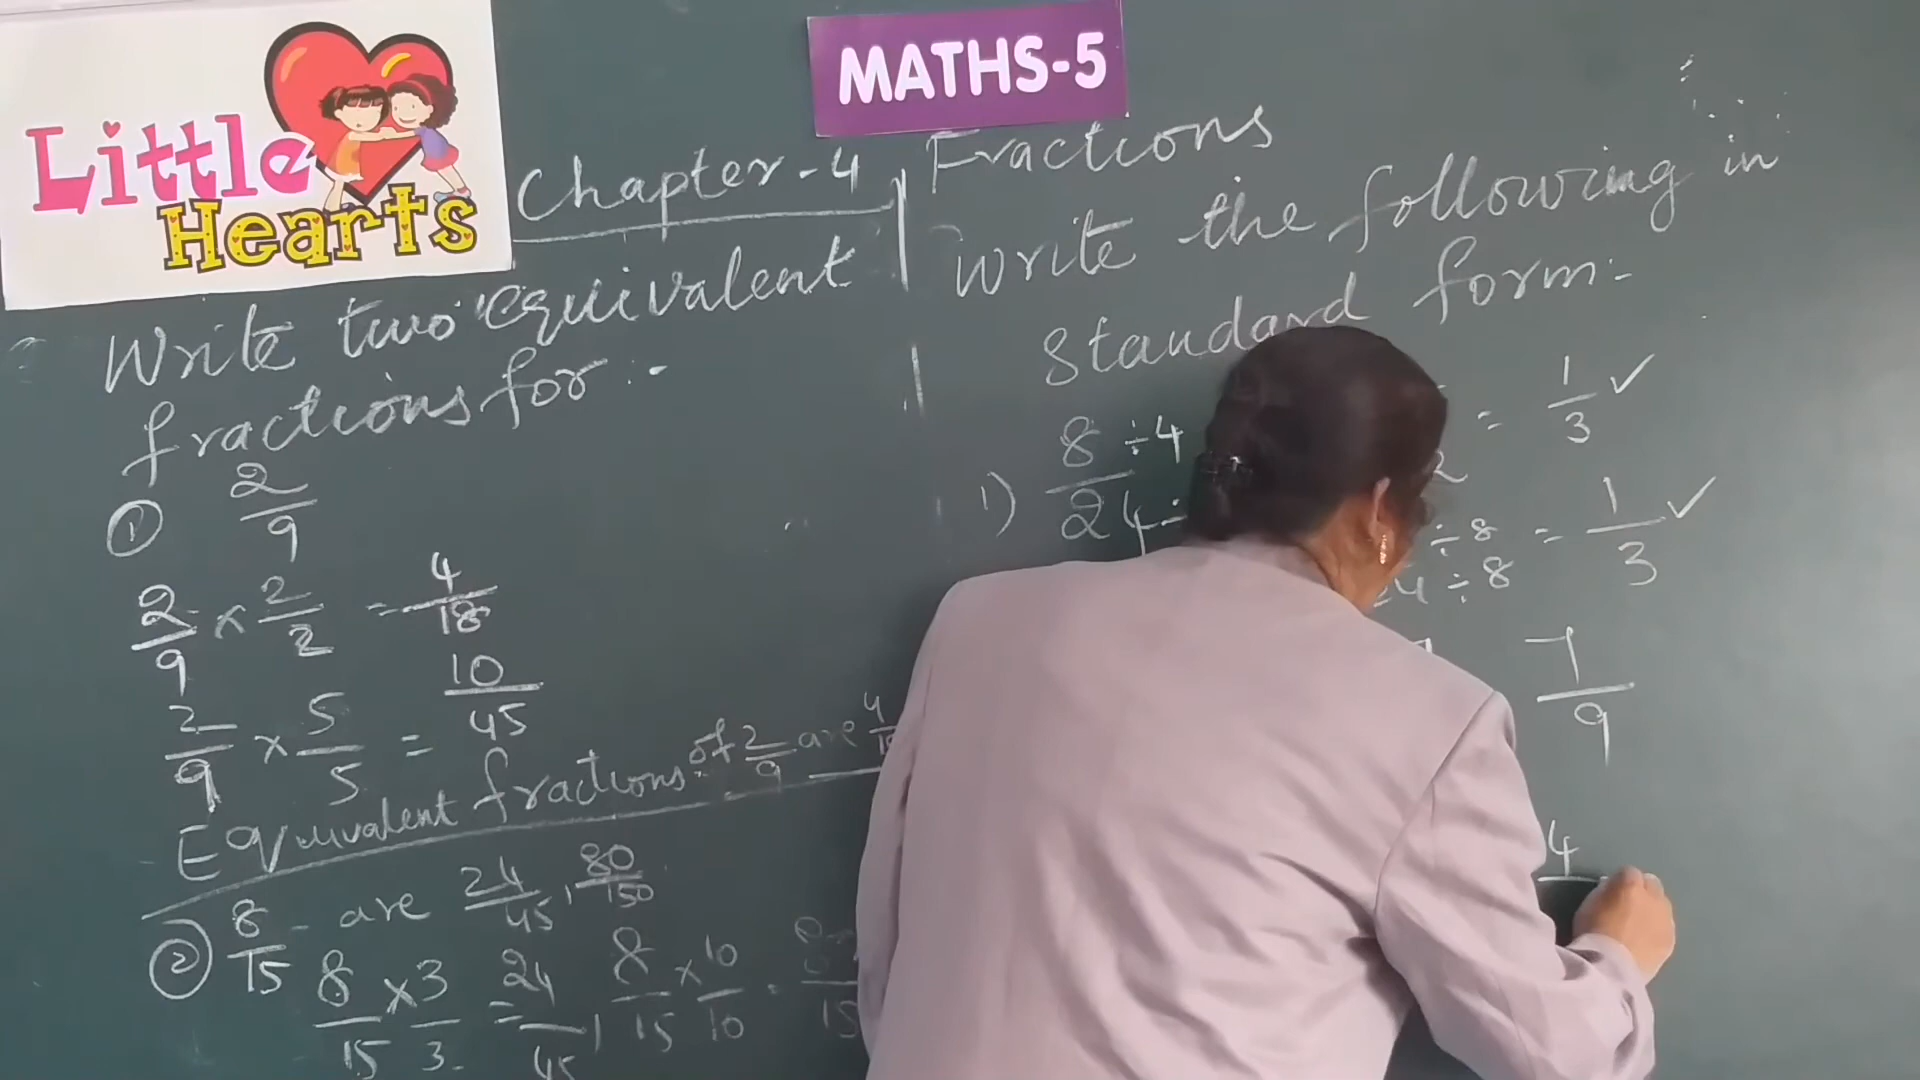 Little
Hearts
MATHS-5
Chapter-4
Fractions
Write two equivalent
fractions for :-
① 2/9
2/9 × 2/2 = 4/18
2/9 × 5/5 = 10/45
Equivalent fractions of 2/9 are 4/
② 8/15 - are 24/45, 80/150
8/15 × 3/3 = 24/45, 8/15 × 10/10 =
Write the following in
Standard form:-
1) 8 ÷4 / 24 ÷ = 1/3 ✓
÷8 / 24 ÷8 = 1/3 ✓
1/9
4